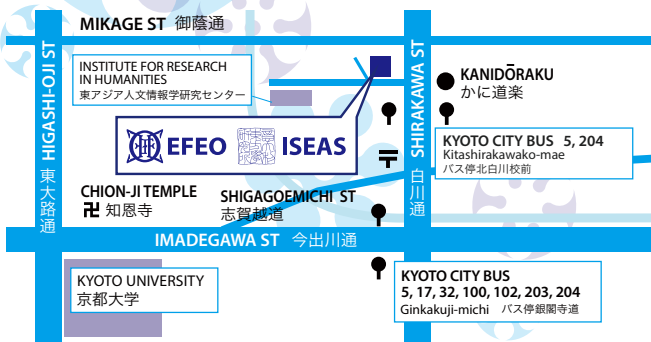 MIKAGE ST 御蔭通
HIGASHI-OJI ST 東大路通
INSTITUTE FOR RESEARCH
IN HUMANITIES
東アジア人文情報学研究センター
SHIRAKAWA ST 白川通
KANIDŌRAKU
かに道楽
EFEO
ISEAS
KYOTO CITY BUS 5, 204
Kitashirakawako-mae
バス停北白川校前
CHION-JI TEMPLE
卍 知恩寺
SHIGAGOEMICHI ST
志賀越道
IMADEGAWA ST 今出川通
KYOTO UNIVERSITY
京都大学
KYOTO CITY BUS
5, 17, 32, 100, 102, 203, 204
Ginkakuji-michi バス停銀閣寺道